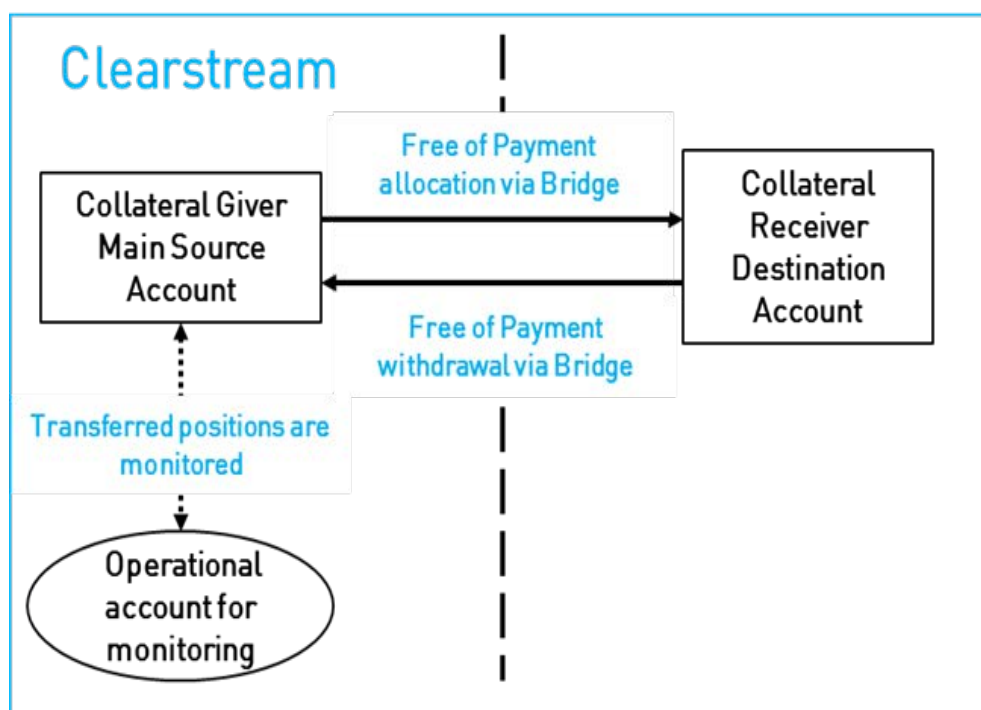 Clearstream
Free of Payment
allocation via Bridge
Collateral Giver
Main Source
Account
Collateral
Receiver
Destination
Account
Free of Payment
withdrawal via Bridge
Transferred positions are
monitored
Operational
account for
monitoring